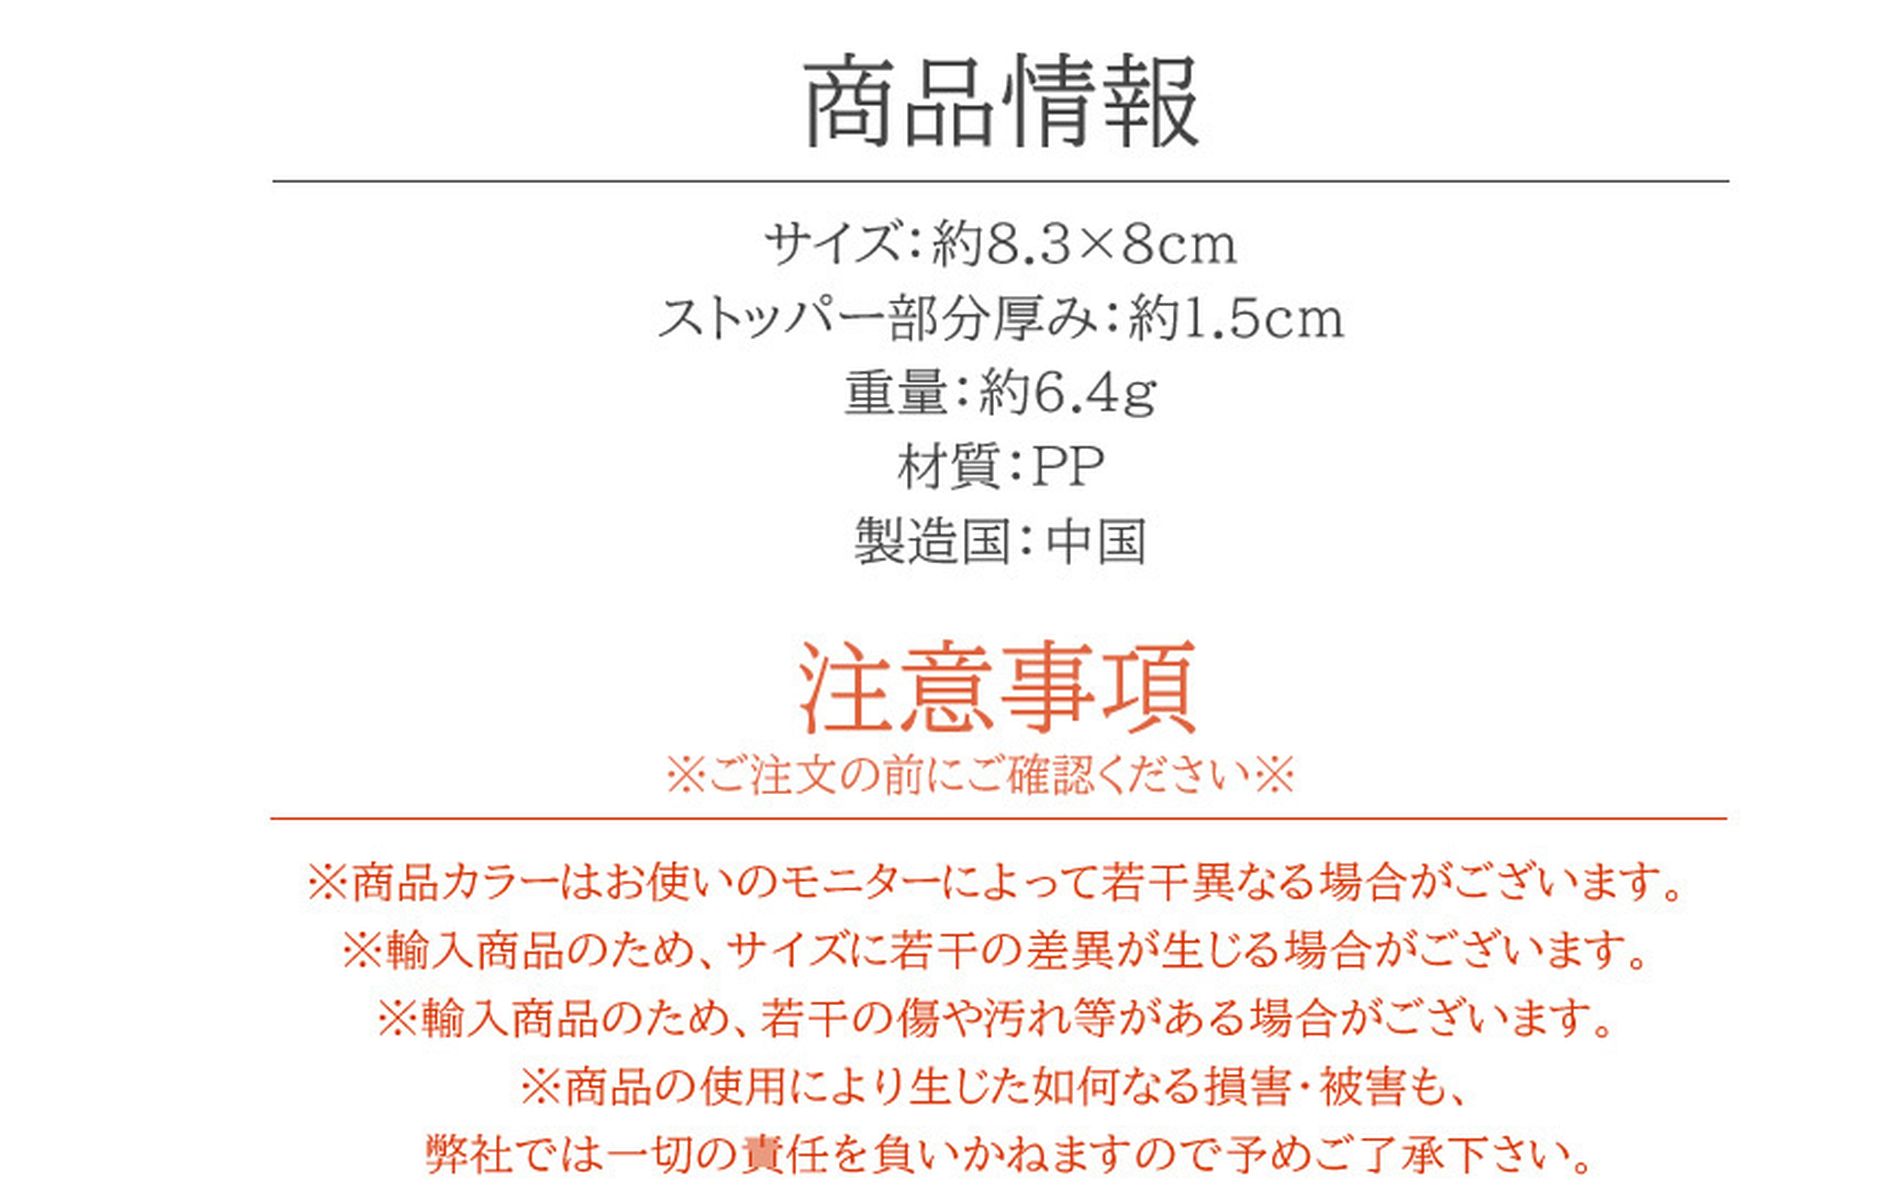 商品情報
サイズ：約8.3×8cm
ストッパー部分厚み：約1.5cm
重量：約6.4g
材質：PP
製造国：中国
注意事項
※ご注文の前にご確認ください※
※商品カラーはお使いのモニターによって若干異なる場合がございます。
※輸入商品のため、サイズに若干の差異が生じる場合がございます。
※輸入商品のため、若干の傷や汚れ等がある場合がございます。
※商品の使用により生じた如何なる損害・被害も、
弊社では一切の責任を負いかねますので予めご了承下さい。